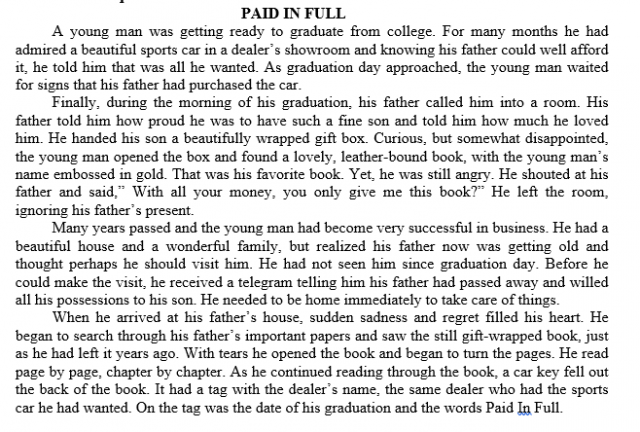 PAID IN FULL
A young man was getting ready to graduate from college. For many months he had
admired a beautiful sports car in a dealer's showroom and knowing his father could well afford
it, he told him that was all he wanted. As graduation day approached, the young man waited
for signs that his father had purchased the car.
Finally, during the morning of his graduation, his father called him into a room. His
father told him how proud he was to have such a fine son and told him how much he loved
him. He handed his son a beautifully wrapped gift box. Curious, but somewhat disappointed,
the young man opened the box and found a lovely, leather-bound book, with the young man's
name embossed in gold. That was his favorite book. Yet, he was still angry. He shouted at his
father and said,” With all your money, you only give me this book?” He left the room,
ignoring his father's present.
Many years passed and the young man had become very successful in business. He had a
beautiful house and a wonderful family, but realized his father now was getting old and
thought perhaps he should visit him. He had not seen him since graduation day. Before he
could make the visit, he received a telegram telling him his father had passed away and willed
all his possessions to his son. He needed to be home immediately to take care of things.
When he arrived at his father's house, sudden sadness and regret filled his heart. He
began to search through his father's important papers and saw the still gift-wrapped book, just
as he had left it years ago. With tears he opened the book and began to turn the pages. He read
page by page, chapter by chapter. As he continued reading through the book, a car key fell out
the back of the book. It had a tag with the dealer's name, the same dealer who had the sports
car he had wanted. On the tag was the date of his graduation and the words Paid In Full.